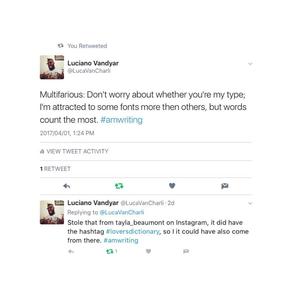 You Retweeted
Luciano Vandyar
@LucaVanCharli
Multifarious: Don't worry about whether you're my type;
I'm attracted to some fonts more then others, but words
count the most. #amwriting
2017/04/01, 1:24 PM
VIEW TWEET ACTIVITY
1 RETWEET
Luciano Vandyar @LucaVanCharli · 2d
Replying to @LucaVanCharli
Stole that from tayla_beaumont on Instagram, it did have
the hashtag #loversdictionary, so I it could have also come
from there. #amwriting
1